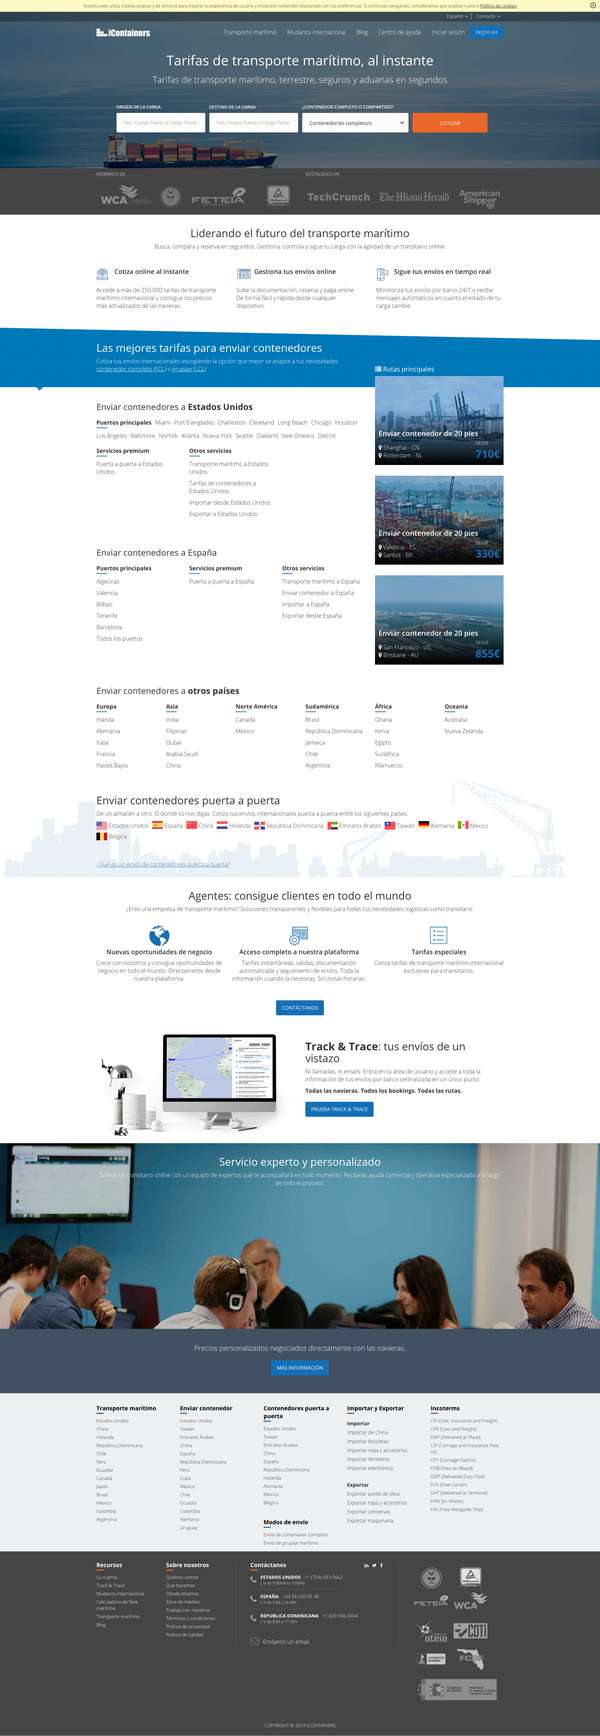 Nuestra web utiliza cookies propias y de terceros para mejorar tu experiencia de usuario y mostrarte contenido relacionado con tus preferencias. Si continuas navegando, consideramos que aceptas nuestra Política de cookies
Español
Contacto
iContainers
Transporte marítimo
Mudanza internacional
Blog
Centro de ayuda
Iniciar sesión
Regístrate
Tarifas de transporte marítimo, al instante
Tarifas de transporte marítimo, terrestre, seguros y aduanas en segundos
ORIGEN DE LA CARGA
DESTINO DE LA CARGA
¿CONTENEDOR COMPLETO O COMPARTIDO?
País, ciudad, Puerto o Código Postal
País, ciudad, Puerto o Código Postal
Contenedor/es completo/s
COTIZAR
MIEMBROS DE
DESTACADOS EN
WCA
FETEIA
TechCrunch
The Miami Herald
American Shipper
Liderando el futuro del transporte marítimo
Busca, compara y reserva en segundos. Gestiona, controla y sigue tu carga con la agilidad de un transitario online.
Cotiza online al instante
Accede a más de 250.000 tarifas de transporte marítimo internacional y consigue los precios más actualizados de las navieras.
Gestiona tus envíos online
Sube la documentación, reserva y paga online. De forma fácil y rápida desde cualquier dispositivo.
Sigue tus envíos en tiempo real
Monitoriza tus envíos por barco 24/7 o recibe mensajes automáticos en cuanto el estado de tu carga cambie.
Las mejores tarifas para enviar contenedores
Cotiza tus envíos internacionales escogiendo la opción que mejor se adapte a tus necesidades:
contenedor completo (FCL) o grupaje (LCL)
Rutas principales
Enviar contenedor de 20 pies
Shanghai - CN
Rotterdam - NL
DESDE
710€
Enviar contenedor de 20 pies
Valencia - ES
Santos - BR
DESDE
330€
Enviar contenedor de 20 pies
San Francisco - US
Brisbane - AU
DESDE
855€
Enviar contenedores a Estados Unidos
Puertos principales Miami Port Everglades Charleston Cleveland Long Beach Chicago Houston
Los Angeles Baltimore Norfolk Atlanta Nueva York Seattle Oakland New Orleans Detroit
Servicios premium
Puerta a puerta a Estados Unidos
Otros servicios
Transporte marítimo a Estados Unidos
Tarifas de contenedores a Estados Unidos
Importar desde Estados Unidos
Exportar a Estados Unidos
Enviar contenedores a España
Puertos principales
Algeciras
Valencia
Bilbao
Tenerife
Barcelona
Todos los puertos
Servicios premium
Puerta a puerta a España
Otros servicios
Transporte marítimo a España
Enviar contenedor a España
Importar a España
Exportar desde España
Enviar contenedores a otros países
Europa
Irlanda
Alemania
Italia
Francia
Países Bajos
Asia
India
Filipinas
Dubai
Arabia Saudí
China
Norte América
Canadá
México
Sudamérica
Brasil
República Dominicana
Jamaica
Chile
Argentina
África
Ghana
Kenia
Egipto
Sudáfrica
Marruecos
Oceania
Australia
Nueva Zelanda
Enviar contenedores puerta a puerta
De un almacén a otro. O donde tú nos digas. Cotiza tus envíos internacionales puerta a puerta entre los siguientes países:
Estados Unidos España China Holanda República Dominicana Emiratos Árabes Taiwán Alemania México
Bélgica
¿Qué es un envío de contenedores puerta a puerta?
Agentes: consigue clientes en todo el mundo
¿Eres una empresa de transporte marítimo? Soluciones transparentes y flexibles para todas tus necesidades logísticas como transitario.
Nuevas oportunidades de negocio
Crece con nosotros y consigue oportunidades de negocio en todo el mundo. Directamente desde nuestra plataforma.
Acceso completo a nuestra plataforma
Tarifas instantáneas, salidas, documentación automatizada y seguimiento de envíos. Toda la información cuando la necesitas. Sin zonas horarias.
Tarifas especiales
Cotiza tarifas de transporte marítimo internacional exclusivas para transitarios.
CONTÁCTANOS
Track & Trace: tus envíos de un vistazo
Ni llamadas, ni emails. Entra en tu área de usuario y accede a toda la información de tus envíos por barco centralizada en un único punto.
Todas las navieras. Todos los bookings. Todas las rutas.
PRUEBA TRACK & TRACE
Servicio experto y personalizado
Somos un transitario online con un equipo de expertos que te acompañará en todo momento. Recibirás ayuda comercial y operativa especializada a lo largo de todo el proceso.
Precios personalizados negociados directamente con las navieras.
MÁS INFORMACIÓN
Transporte marítimo
Estados Unidos
China
Holanda
República Dominicana
Chile
Perú
Ecuador
Canadá
Japón
Brasil
México
Colombia
Argentina
Enviar contenedor
Estados Unidos
Taiwán
Emiratos Árabes
China
España
República Dominicana
Perú
Cuba
México
Chile
Ecuador
Colombia
Alemania
Uruguay
Contenedores puerta a puerta
Estados Unidos
Taiwán
Emiratos Árabes
China
España
República Dominicana
Holanda
Alemania
México
Bélgica
Modos de envío
Envío de contenedor completo
Envío de grupaje marítimo
Importar y Exportar
Importar
Importar de China
Importar bicicletas
Importar ropa y accesorios
Importar ferretería
Importar electrónica
Exportar
Exportar aceite de oliva
Exportar ropa y accesorios
Exportar conservas
Exportar maquinaria
Incoterms
CIF (Cost, Insurance and Freight)
CFR (Cost and Freight)
DAP (Delivered at Place)
CIP (Carriage and Insurance Paid to)
CPT (Carriage Paid to)
FOB (Free on Board)
DDP (Delivered Duty Paid)
FCA (Free Carrier)
DAT (Delivered at Terminal)
EXW (Ex Works)
FAS (Free Alongside Ship)
Recursos
Su cuenta
Track & Trace
Mudanza internacional
Calculadora de flete marítimo
Transporte marítimo
Blog
Sobre nosotros
Quiénes somos
Qué hacemos
Dónde estamos
Zona de medios
Trabaja con nosotros
Términos y condiciones
Política de privacidad
Política de calidad
Contáctanos
ESTADOS UNIDOS
ESPAÑA +34 93 220 05 38
REPUBLICA DOMINICANA +1 829-946-0844
Envíanos un email
FETEIA
WCA
ateia
COTI
COPYRIGHT © 2019 ICONTAINERS